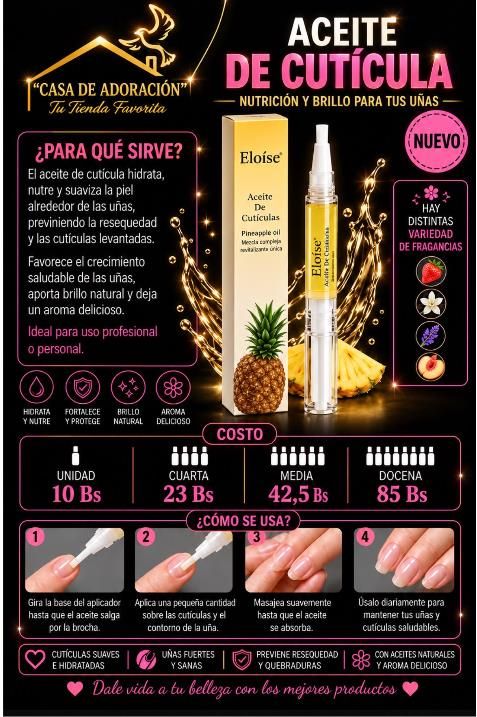 "CASA DE ADORACIÓN"
Tu Tienda Favorita
ACEITE
DE CUTÍCULA
NUTRICIÓN Y BRILLO PARA TUS UÑAS
NUEVO
¿PARA QUÉ SIRVE?
El aceite de cutícula hidrata,
nutre y suaviza la piel
alrededor de las uñas,
previniendo la resequedad
y las cutículas levantadas.
Favorece el crecimiento
saludable de las uñas,
aporta brillo natural y deja
un aroma delicioso.
Ideal para uso profesional
o personal.
HIDRATA
Y NUTRE
FORTALECE
Y PROTEGE
BRILLO
NATURAL
AROMA
DELICIOSO
Eloíse®
Aceite
De
Cutículas
Pineapple oil
Mezcla compleja
revitalizante única
Eloíse®
HAY
DISTINTAS
VARIEDAD
DE FRAGANCIAS
COSTO
UNIDAD
10 Bs
CUARTA
23 Bs
MEDIA
42,5 Bs
DOCENA
85 Bs
¿CÓMO SE USA?
1
Gira la base del aplicador
hasta que el aceite salga
por la brocha.
2
Aplica una pequeña cantidad
sobre las cutículas y el
contorno de la uña.
3
Masajea suavemente
hasta que el aceite
se absorba.
4
Úsalo diariamente para
mantener tus uñas y
cutículas saludables.
CUTÍCULAS SUAVES
E HIDRATADAS
UÑAS FUERTES
Y SANAS
PREVIENE RESEQUEDAD
Y QUEBRADURAS
CON ACEITES NATURALES
Y AROMA DELICIOSO
Dale vida a tu belleza con los mejores productos